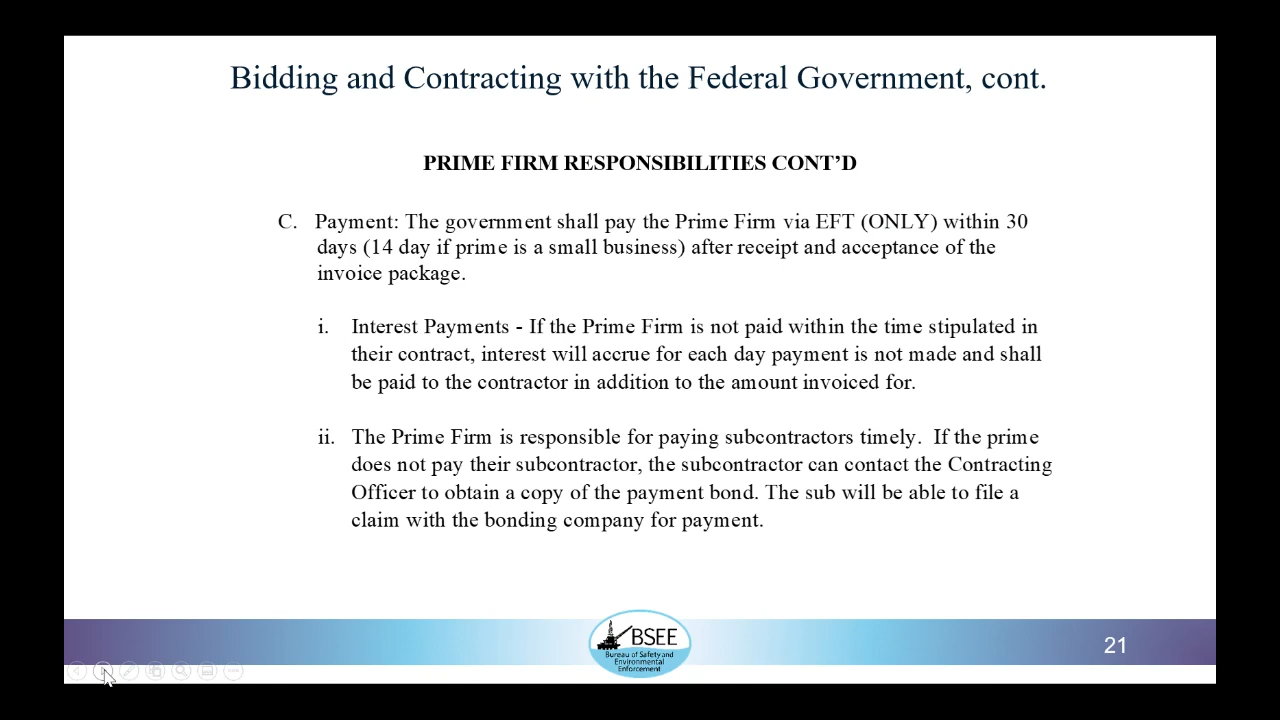 Bidding and Contracting with the Federal Government, cont.
PRIME FIRM RESPONSIBILITIES CONT’D
C. Payment: The government shall pay the Prime Firm via EFT (ONLY) within 30
days (14 day if prime is a small business) after receipt and acceptance of the
invoice package.
i. Interest Payments - If the Prime Firm is not paid within the time stipulated in
their contract, interest will accrue for each day payment is not made and shall
be paid to the contractor in addition to the amount invoiced for.
ii. The Prime Firm is responsible for paying subcontractors timely.  If the prime
does not pay their subcontractor, the subcontractor can contact the Contracting
Officer to obtain a copy of the payment bond. The sub will be able to file a
claim with the bonding company for payment.
BSEE
Bureau of Safety and
Environmental
Enforcement
21